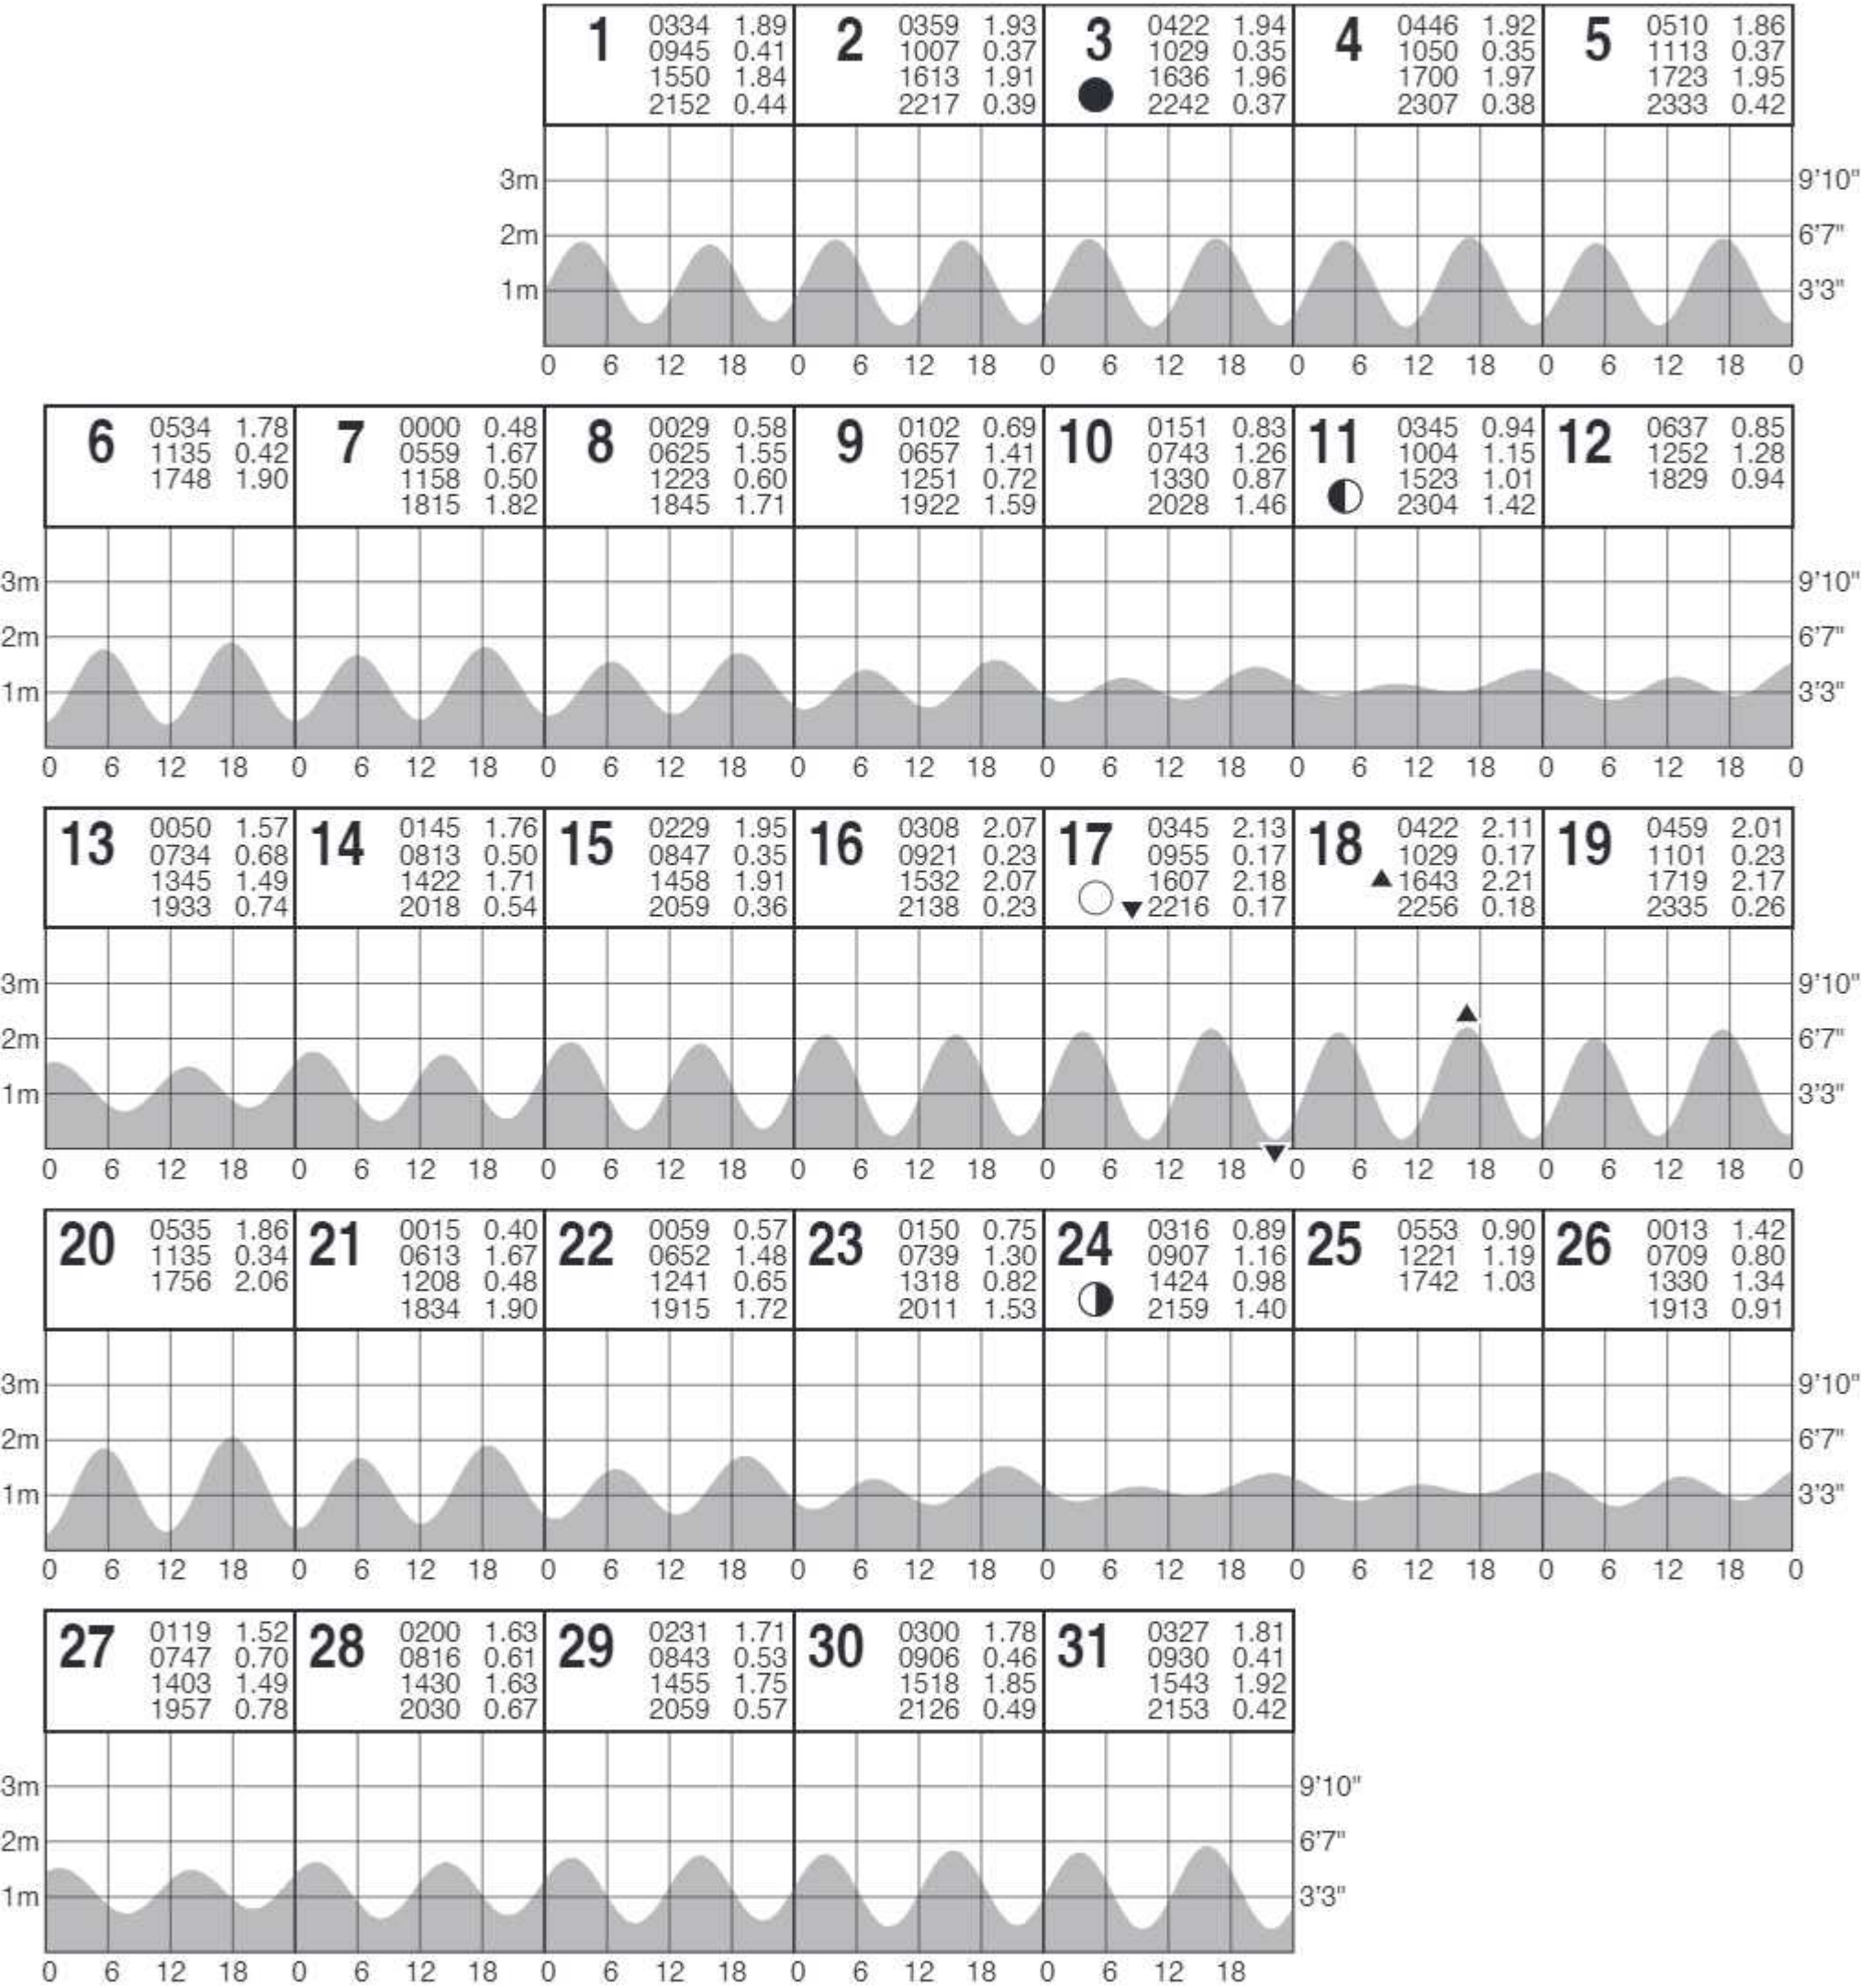 1 0334 1.89 2 0359 1.93 3 0422 1.94 4 0446 1.92 5 0510 1.86
0945 0.41 1007 0.37 1029 0.35 1050 0.35 1113 0.37
1550 1.84 1613 1.91 1636 1.96 1700 1.97 1723 1.95
2152 0.44 2217 0.39 2242 0.37 2307 0.38 2333 0.42
3m 9'10"
2m 6'7"
1m 3'3"
0 6 12 18 0 6 12 18 0 6 12 18 0 6 12 18 0 6 12 18 0
6 0534 1.78 7 0000 0.48 8 0029 0.58 9 0102 0.69 10 0151 0.83 11 0345 0.94 12 0637 0.85
1135 0.42 0559 1.67 0625 1.55 0657 1.41 0743 1.26 1004 1.15 1252 1.28
1748 1.90 1158 0.50 1223 0.60 1251 0.72 1330 0.87 1523 1.01 1829 0.94
1815 1.82 1845 1.71 1922 1.59 2028 1.46 2304 1.42
3m 9'10"
2m 6'7"
1m 3'3"
0 6 12 18 0 6 12 18 0 6 12 18 0 6 12 18 0 6 12 18 0 6 12 18 0 6 12 18 0
13 0050 1.57 14 0145 1.76 15 0229 1.95 16 0308 2.07 17 0345 2.13 18 0422 2.11 19 0459 2.01
0734 0.68 0813 0.50 0847 0.35 0921 0.23 0955 0.17 1029 0.17 1101 0.23
1345 1.49 1422 1.71 1458 1.91 1532 2.07 1607 2.18 ▲ 1643 2.21 1719 2.17
1933 0.74 2018 0.54 2059 0.36 2138 0.23 ▼ 2216 0.17 2256 0.18 2335 0.26
3m 9'10"
2m 6'7"
1m 3'3"
0 6 12 18 0 6 12 18 0 6 12 18 0 6 12 18 0 6 12 18 0 6 12 18 0 6 12 18 0
20 0535 1.86 21 0015 0.40 22 0059 0.57 23 0150 0.75 24 0316 0.89 25 0553 0.90 26 0013 1.42
1135 0.34 0613 1.67 0652 1.48 0739 1.30 0907 1.16 1221 1.19 0709 0.80
1756 2.06 1208 0.48 1241 0.65 1318 0.82 1424 0.98 1742 1.03 1330 1.34
1834 1.90 1915 1.72 2011 1.53 2159 1.40 1913 0.91
3m 9'10"
2m 6'7"
1m 3'3"
0 6 12 18 0 6 12 18 0 6 12 18 0 6 12 18 0 6 12 18 0 6 12 18 0 6 12 18 0
27 0119 1.52 28 0200 1.63 29 0231 1.71 30 0300 1.78 31 0327 1.81
0747 0.70 0816 0.61 0843 0.53 0906 0.46 0930 0.41
1403 1.49 1430 1.63 1455 1.75 1518 1.85 1543 1.92
1957 0.78 2030 0.67 2059 0.57 2126 0.49 2153 0.42
3m 9'10"
2m 6'7"
1m 3'3"
0 6 12 18 0 6 12 18 0 6 12 18 0 6 12 18 0 6 12 18